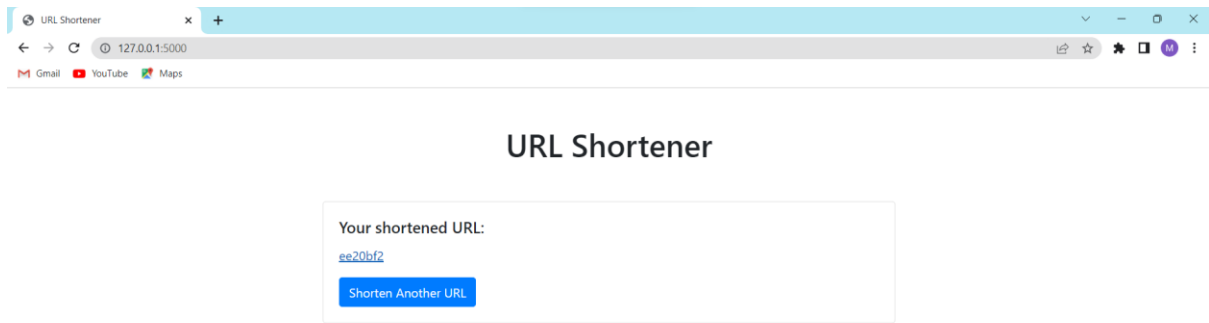 URL Shortener
127.0.0.1:5000
M
Gmail YouTube Maps
URL Shortener
Your shortened URL:
ee20bf2
Shorten Another URL